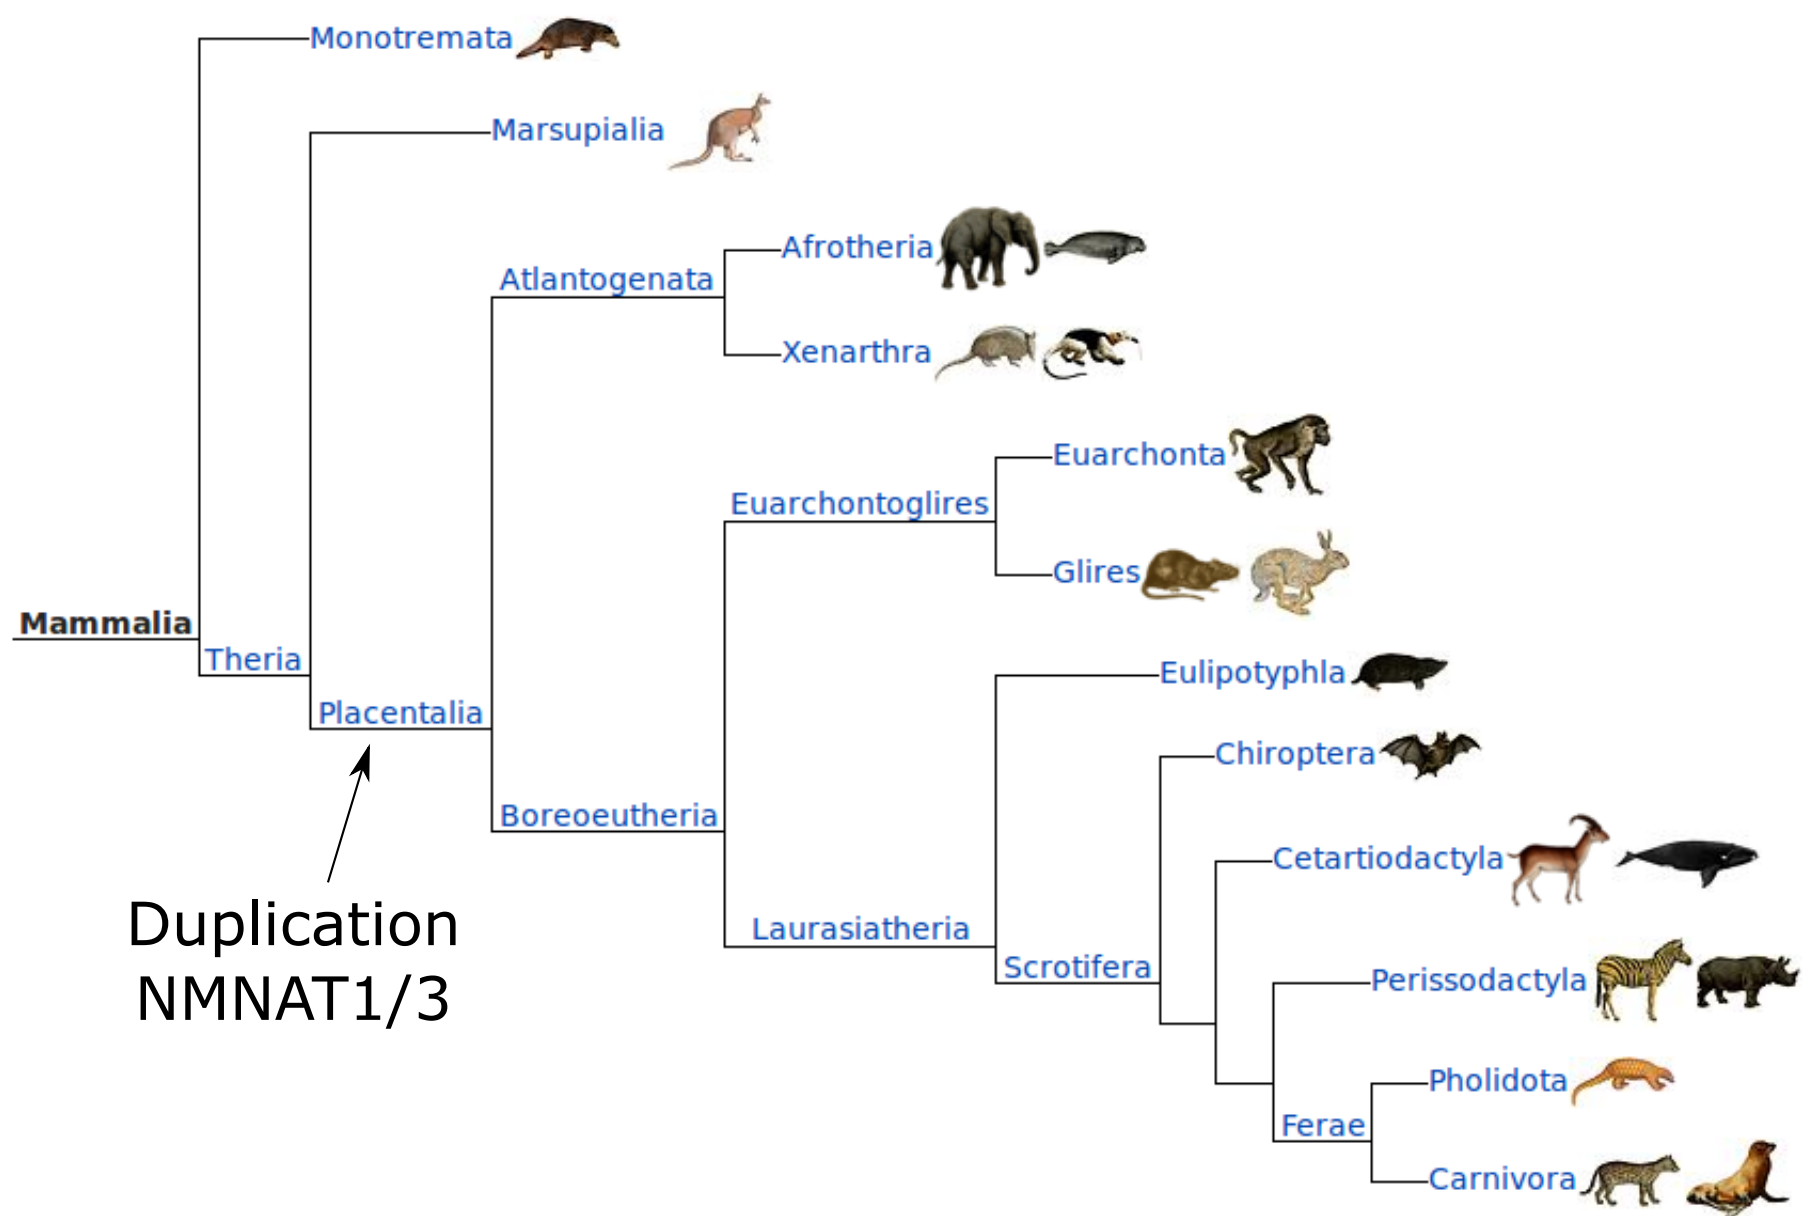 Monotremata
Marsupialia
Afrotheria
Atlantogenata
Xenarthra
Euarchonta
Euarchontoglires
Glires
Mammalia
Theria
Eulipotyphla
Placentalia
Chiroptera
Boreoeutheria
Cetartiodactyla
Duplication
NMNAT1/3
Laurasiatheria
Scrotifera
Perissodactyla
Pholidota
Ferae
Carnivora